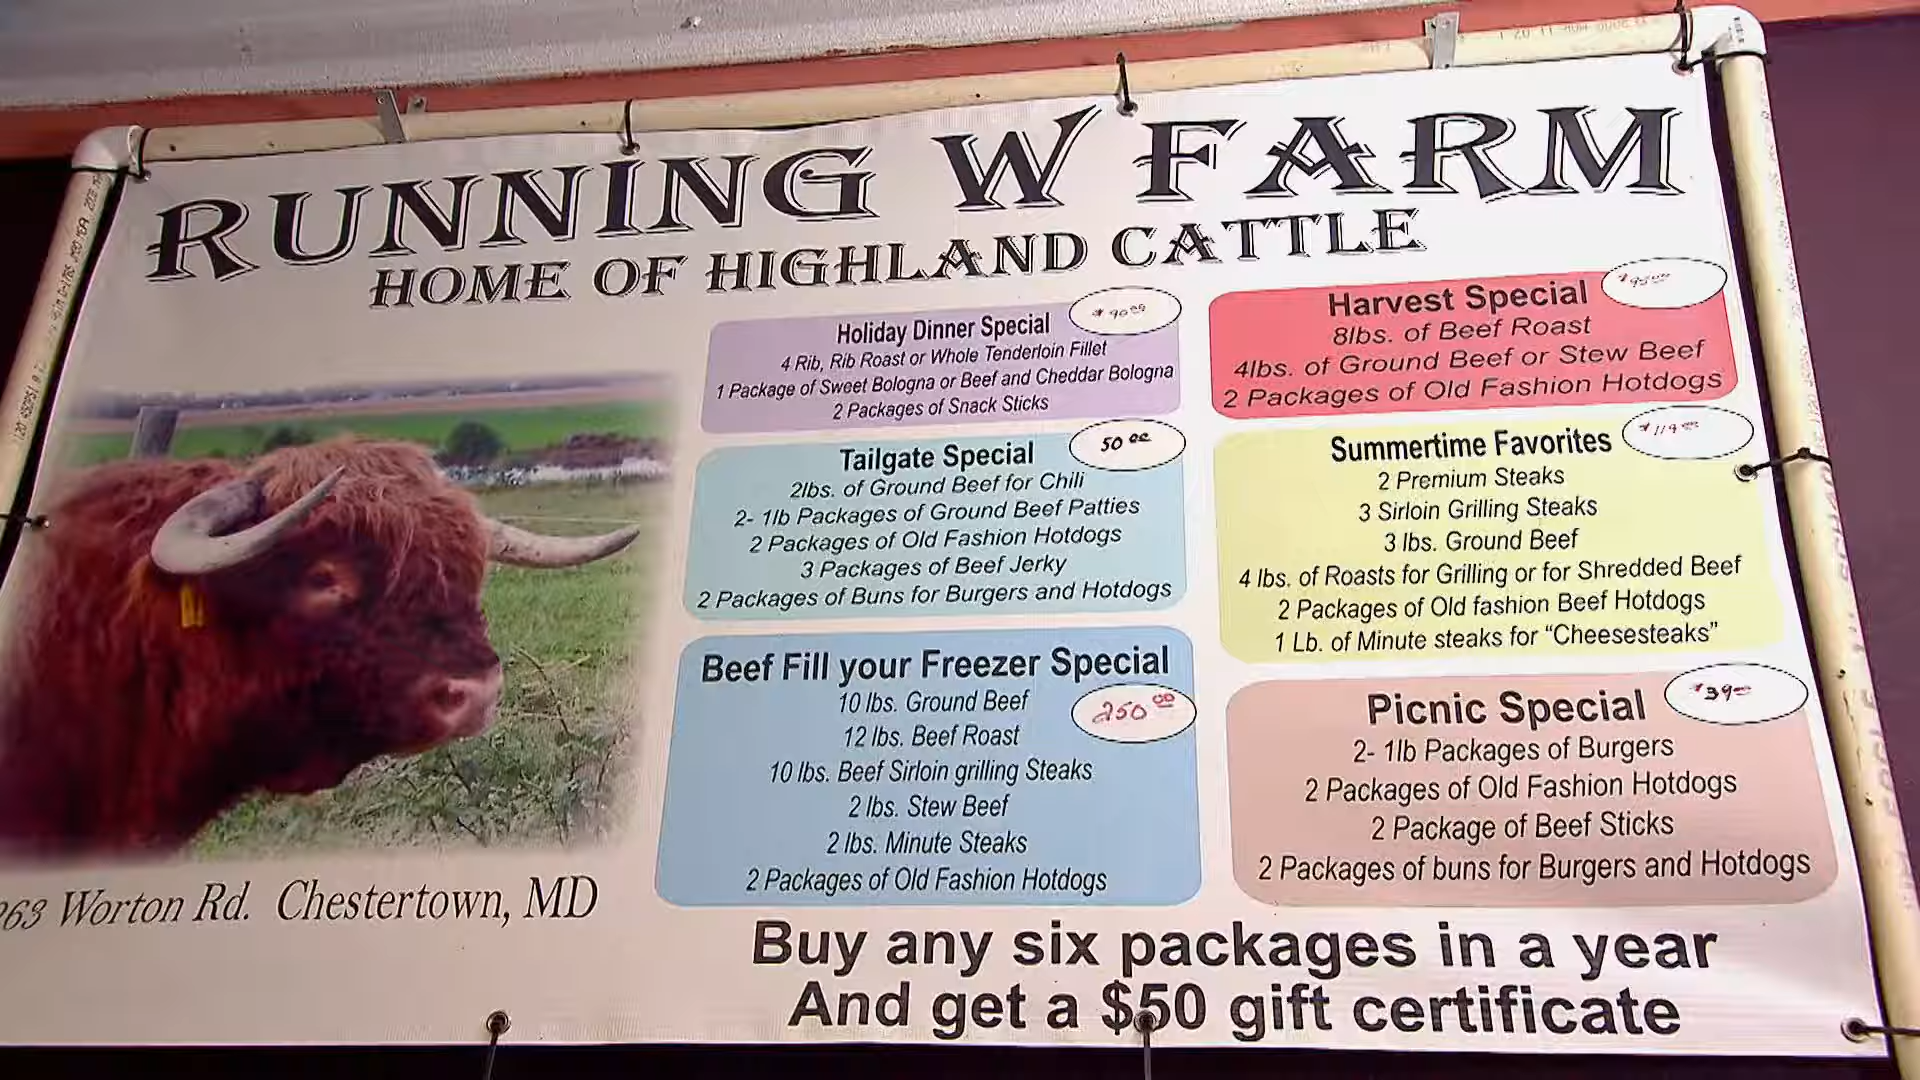 RUNNING W FARM
HOME OF HIGHLAND CATTLE
Holiday Dinner Special
$90.00
4 Rib, Rib Roast or Whole Tenderloin Fillet
1 Package of Sweet Bologna or Beef and Cheddar Bologna
2 Packages of Snack Sticks
Tailgate Special
50 00
2lbs. of Ground Beef for Chili
2- 1lb Packages of Ground Beef Patties
2 Packages of Old Fashion Hotdogs
3 Packages of Beef Jerky
2 Packages of Buns for Burgers and Hotdogs
Beef Fill your Freezer Special
250 00
10 lbs. Ground Beef
12 lbs. Beef Roast
10 lbs. Beef Sirloin grilling Steaks
2 lbs. Stew Beef
2 lbs. Minute Steaks
2 Packages of Old Fashion Hotdogs
Harvest Special
$95.00
8lbs. of Beef Roast
4lbs. of Ground Beef or Stew Beef
2 Packages of Old Fashion Hotdogs
Summertime Favorites
$119 00
2 Premium Steaks
3 Sirloin Grilling Steaks
3 lbs. Ground Beef
4 lbs. of Roasts for Grilling or for Shredded Beef
2 Packages of Old fashion Beef Hotdogs
1 Lb. of Minute steaks for “Cheesesteaks”
Picnic Special
$39 00
2- 1lb Packages of Burgers
2 Packages of Old Fashion Hotdogs
2 Package of Beef Sticks
2 Packages of buns for Burgers and Hotdogs
Worton Rd. Chestertown, MD
Buy any six packages in a year
And get a $50 gift certificate